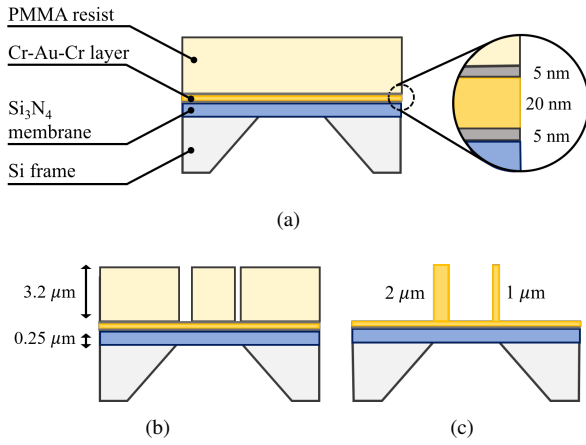 PMMA resist
Cr-Au-Cr layer
Si₃N₄
membrane
Si frame
5 nm
20 nm
5 nm
(a)
3.2 μm
0.25 μm
2 μm
1 μm
(b)
(c)